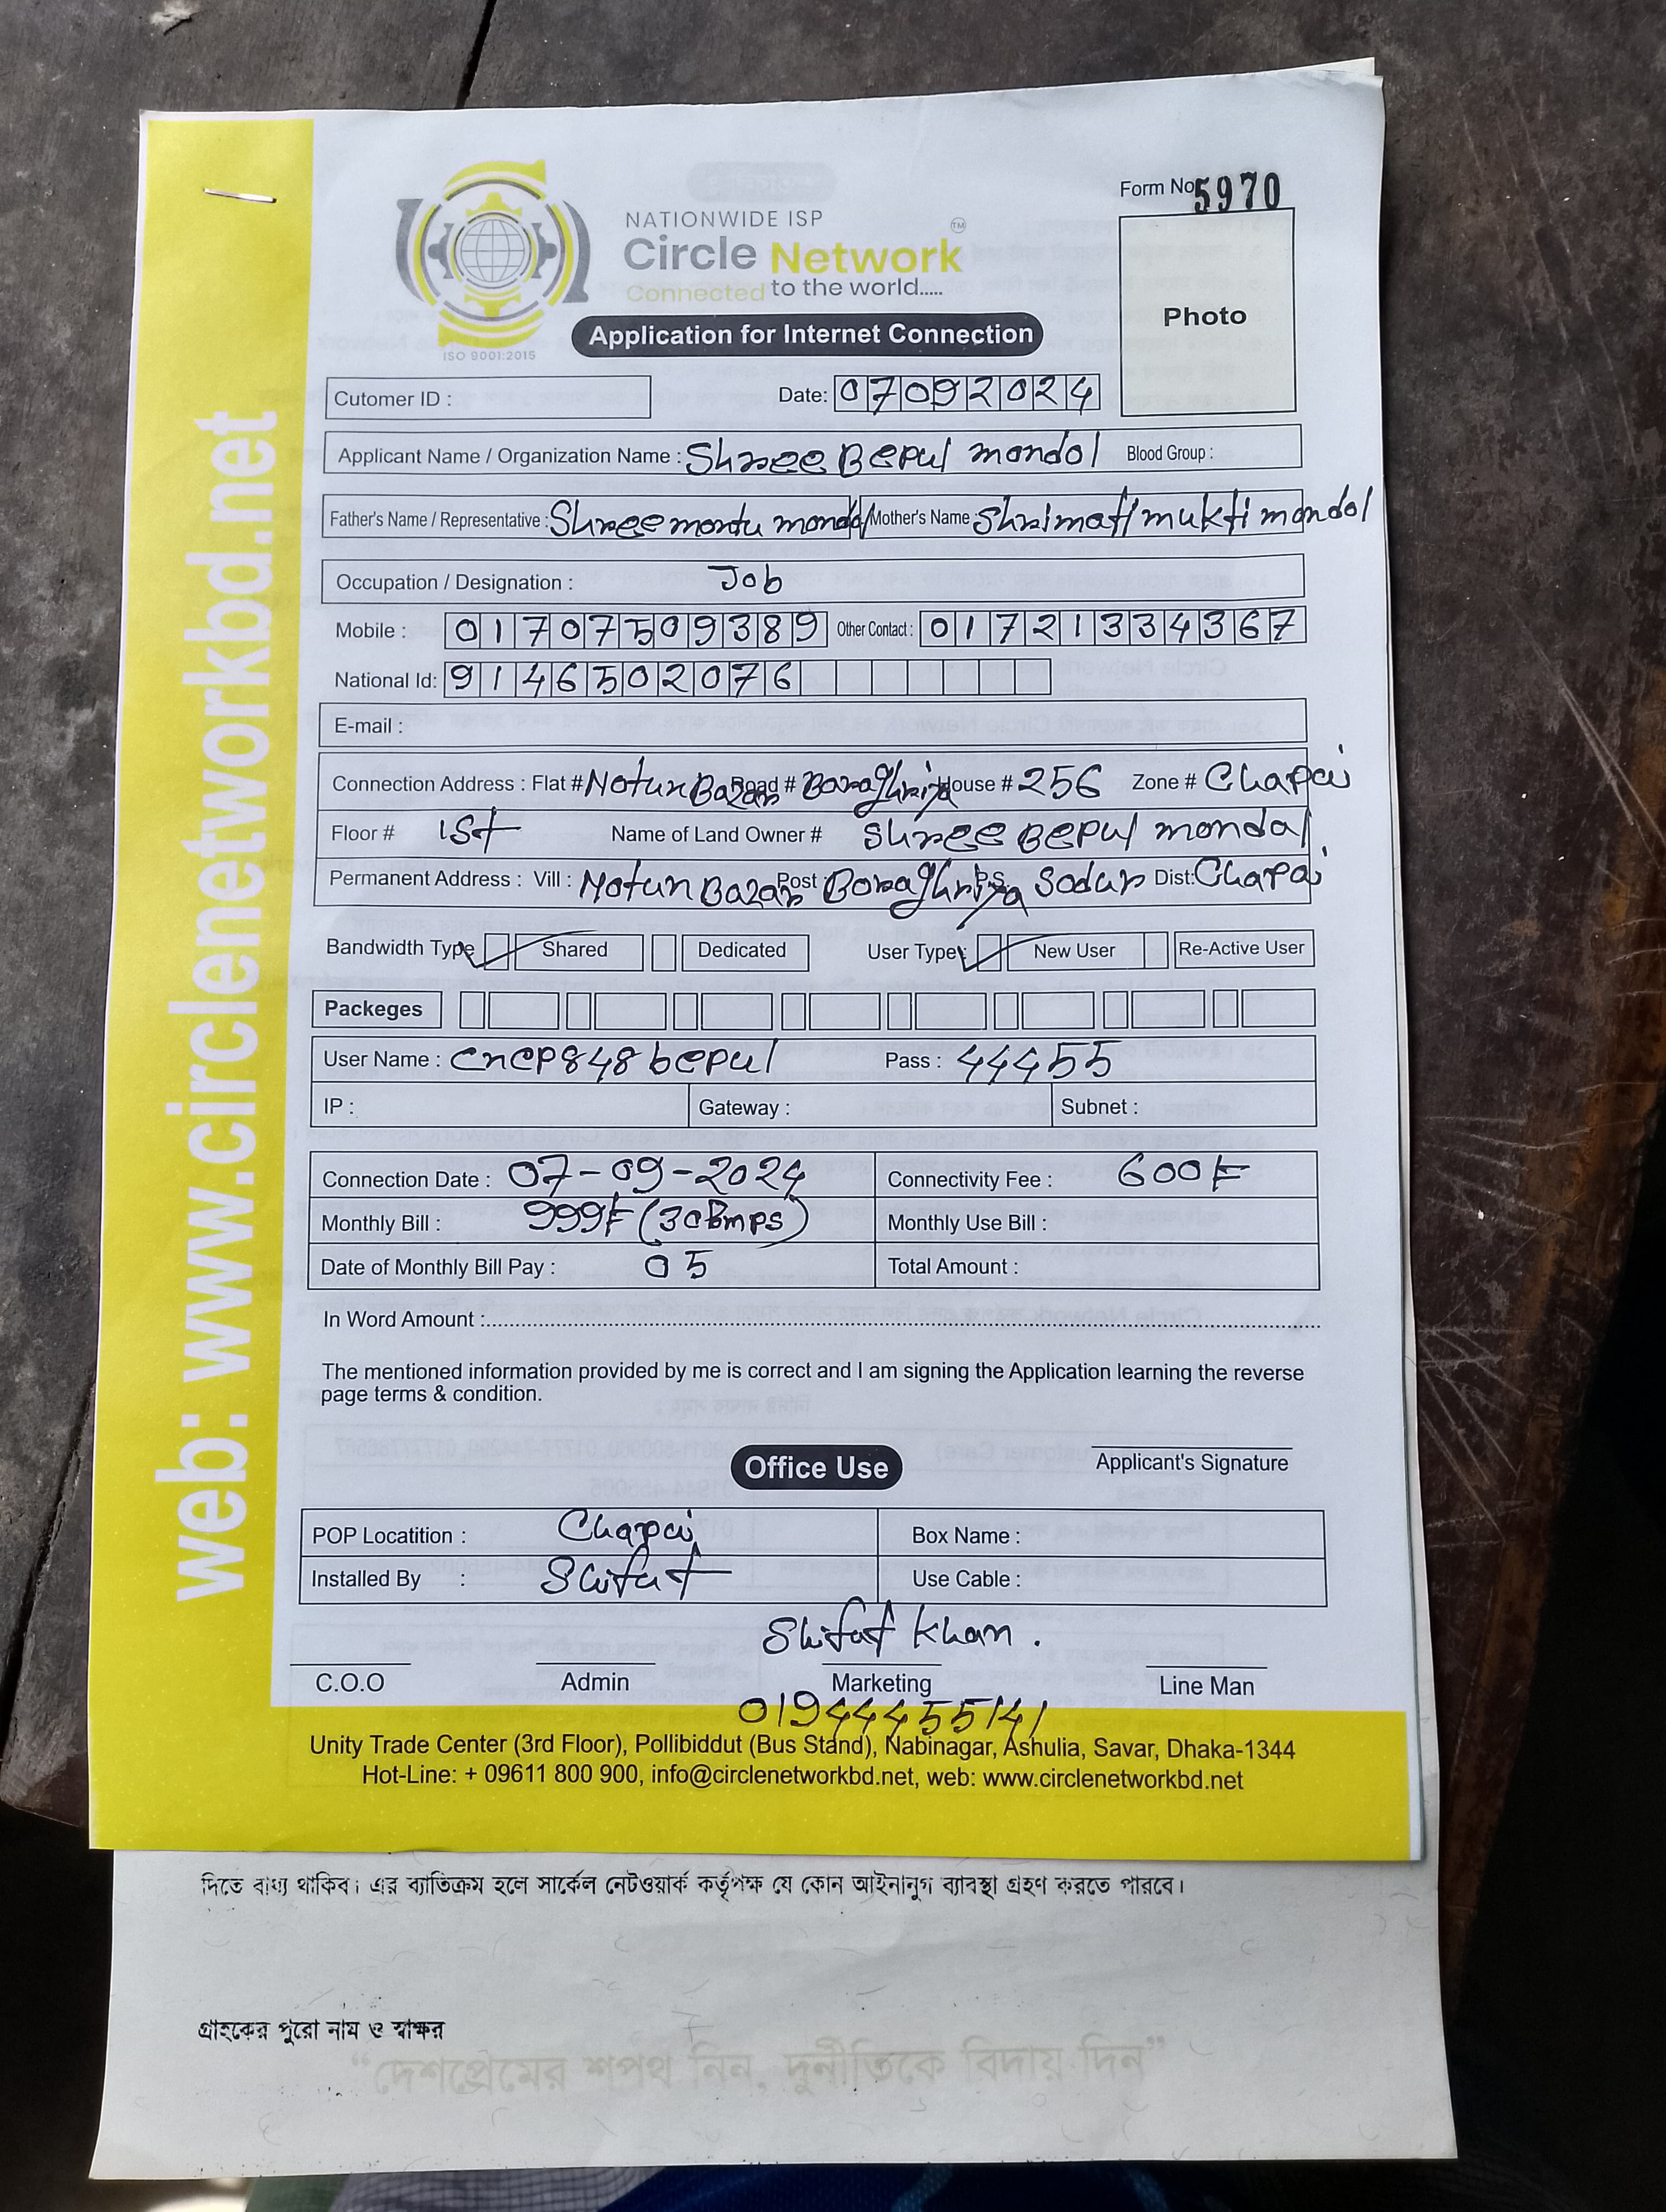 web: www.circlenetworkbd.net
Form No 5970
NATIONWIDE ISP
Circle Network TM
Connected to the world.....
ISO 9001:2015
Application for Internet Connection
Photo
Cutomer ID :
Date: 07092024
Applicant Name / Organization Name : Shree Bepul mondol Blood Group :
Father's Name / Representative : Shree montu mondol Mother's Name Shrimati mukti mondol
Occupation / Designation : Job
Mobile : 01707509389 Other Contact : 01721334367
National Id: 9146502076
E-mail :
Connection Address : Flat # Notun Bazar Road # Boraghriya House # 256 Zone # Chapai
Floor # 1st Name of Land Owner # Shree Bepul mondal
Permanent Address : Vill : Notun Bazar Post Boraghriya P.S Sodur Dist: Chapai
Bandwidth Type Shared Dedicated User Type: New User Re-Active User
Packeges
User Name : cncp848bepul Pass : 44455
IP : Gateway : Subnet :
Connection Date : 07-09-2024 Connectivity Fee : 600
Monthly Bill : 999 Monthly Use Bill :
Date of Monthly Bill Pay : 05 Total Amount :
In Word Amount :
The mentioned information provided by me is correct and I am signing the Application learning the reverse
page terms & condition.
Applicant's Signature
Office Use
POP Locatition : Chapai Box Name :
Installed By : Shifat Use Cable :
Shifat Khan.
C.O.O Admin Marketing Line Man
01944455141
Unity Trade Center (3rd Floor), Pollibiddut (Bus Stand), Nabinagar, Ashulia, Savar, Dhaka-1344
Hot-Line: + 09611 800 900, info@circlenetworkbd.net, web: www.circlenetworkbd.net
দিতে বাধ্য থাকিব। এর ব্যতিক্রম হলে সার্কেল নেটওয়ার্ক কর্তৃপক্ষ যে কোন আইনানুগ ব্যাবস্থা গ্রহণ করতে পারবে।
গ্রাহকের পুরো নাম ও স্বাক্ষর
“দেশপ্রেমের শপথ নিন, দুর্নীতিকে বিদায় দিন”